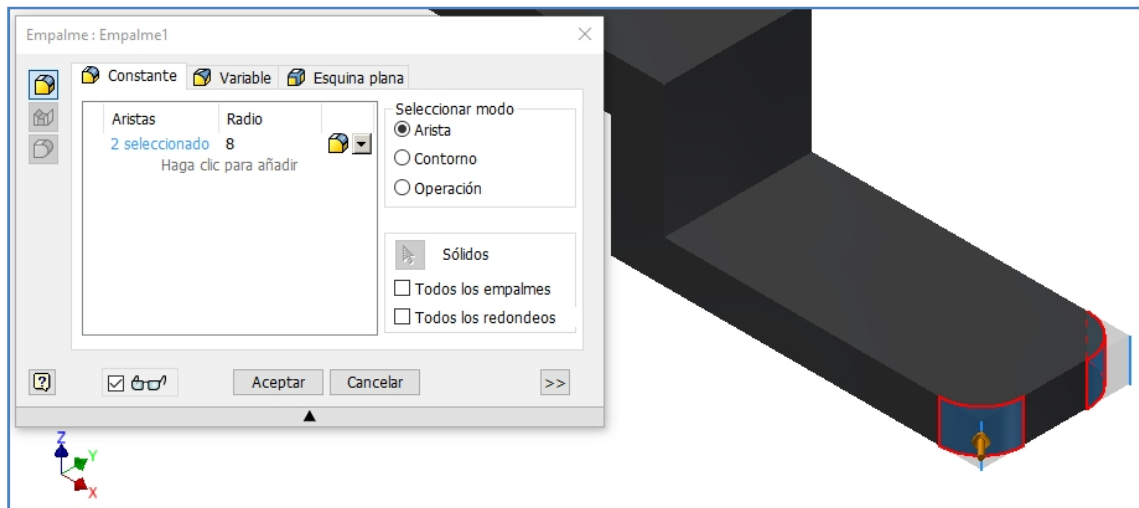 Empalme : Empalme1
Constante
Variable
Esquina plana
Aristas Radio
2 seleccionado 8
Haga clic para añadir
Seleccionar modo
Arista
Contorno
Operación
Sólidos
Todos los empalmes
Todos los redondeos
Aceptar
Cancelar
>>
Z
Y
X